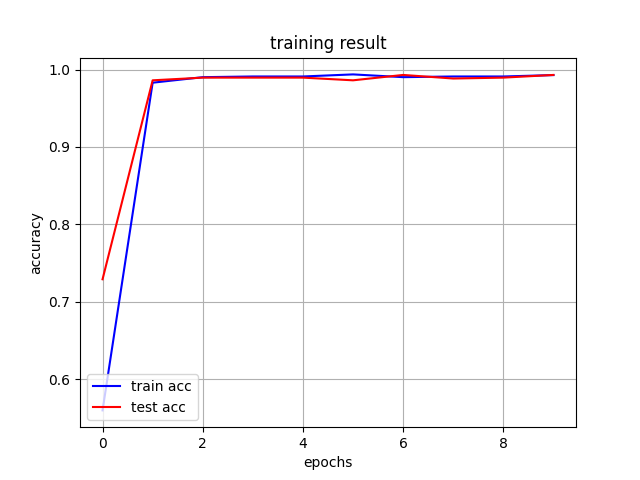 training result
accuracy
1.0
0.9
0.8
0.7
0.6
train acc
test acc
0 2 4 6 8
epochs